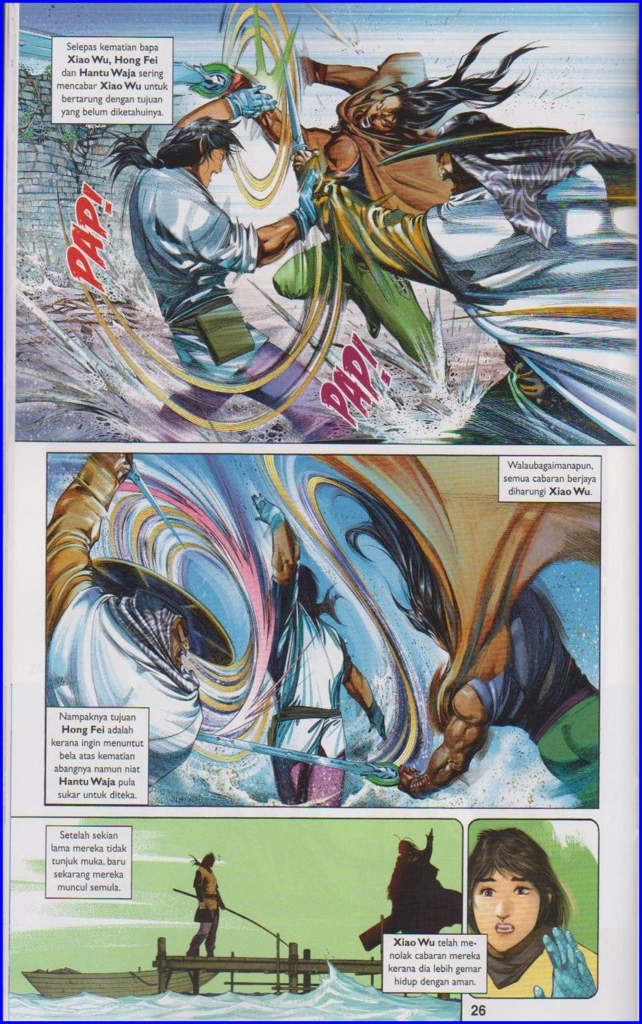 Selepas kematian bapa
Xiao Wu, Hong Fei
dan Hantu Waja sering
mencabar Xiao Wu untuk
bertarung dengan tujuan
yang belum diketahuinya.
PAP!
PAP!
Walaubagaimanapun,
semua cabaran berjaya
diharungi Xiao Wu.
Nampaknya tujuan
Hong Fei adalah
kerana ingin menuntut
bela atas kematian
abangnya namun niat
Hantu Waja pula
sukar untuk diteka.
Setelah sekian
lama mereka tidak
tunjuk muka, baru
sekarang mereka
muncul semula.
Xiao Wu telah me-
nolak cabaran mereka
kerana dia lebih gemar
hidup dengan aman.
26